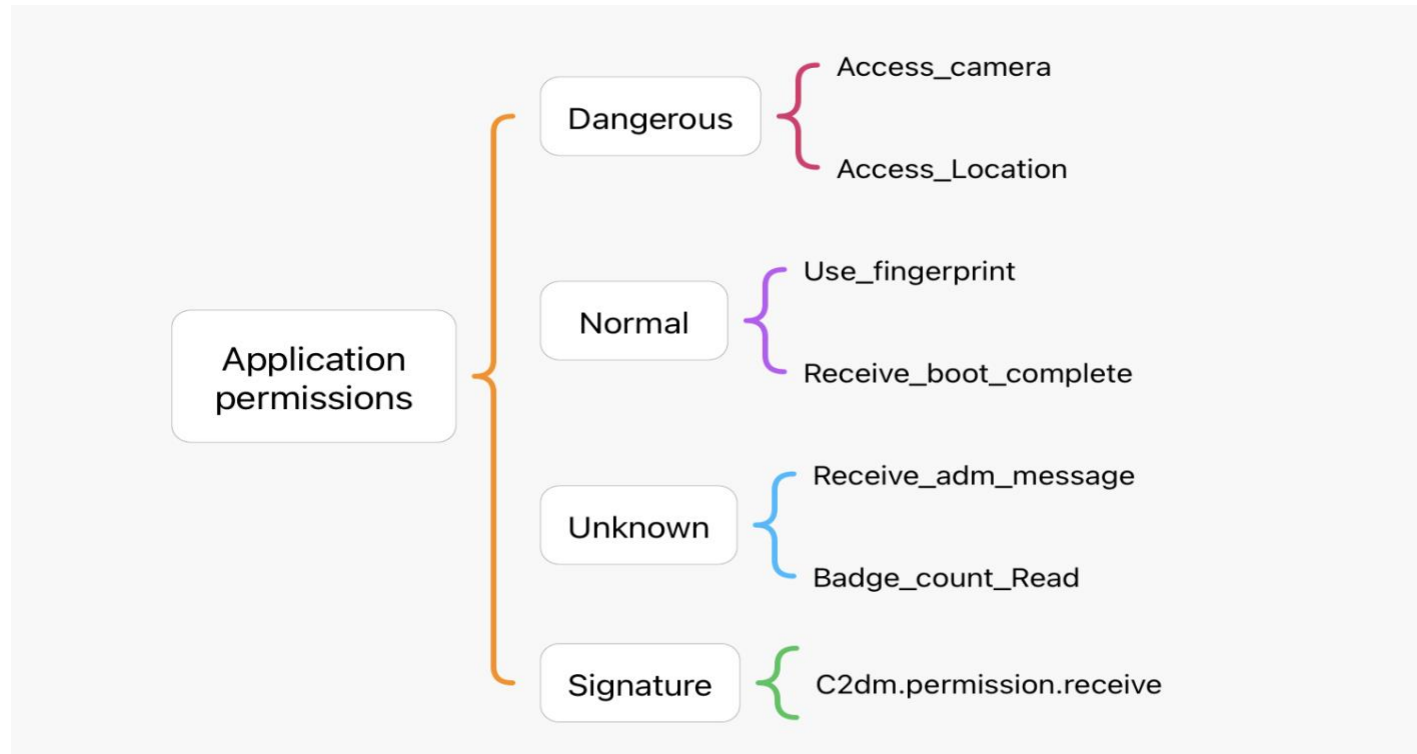 Application
permissions
Dangerous
Access_camera
Access_Location
Normal
Use_fingerprint
Receive_boot_complete
Unknown
Receive_adm_message
Badge_count_Read
Signature
C2dm.permission.receive